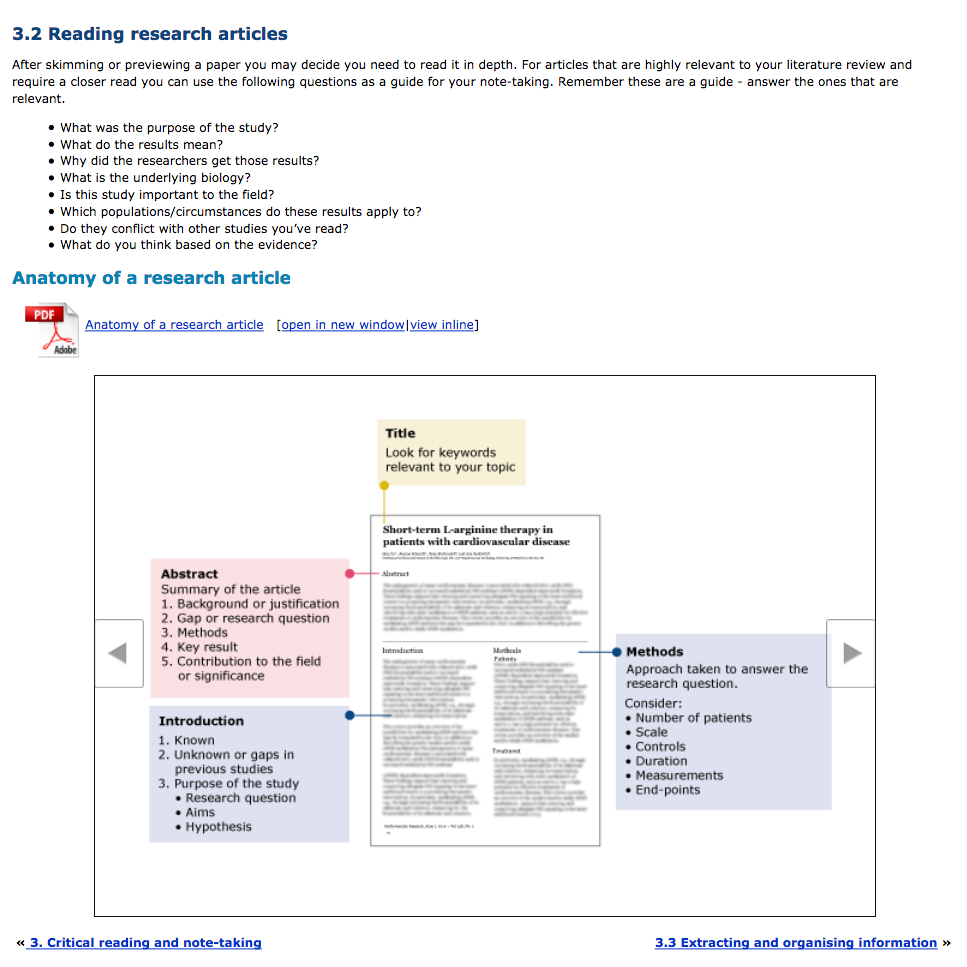 3.2 Reading research articles
After skimming or previewing a paper you may decide you need to read it in depth. For articles that are highly relevant to your literature review and
require a closer read you can use the following questions as a guide for your note-taking. Remember these are a guide - answer the ones that are
relevant.
• What was the purpose of the study?
• What do the results mean?
• Why did the researchers get those results?
• What is the underlying biology?
• Is this study important to the field?
• Which populations/circumstances do these results apply to?
• Do they conflict with other studies you've read?
• What do you think based on the evidence?
Anatomy of a research article
PDF
Adobe
Anatomy of a research article [open in new window|view inline]
Title
Look for keywords
relevant to your topic
Short-term L-arginine therapy in
patients with cardiovascular disease
Abstract
Introduction
Methods
Patients
Treatment
Abstract
Summary of the article
1. Background or justification
2. Gap or research question
3. Methods
4. Key result
5. Contribution to the field
or significance
Introduction
1. Known
2. Unknown or gaps in
previous studies
3. Purpose of the study
• Research question
• Aims
• Hypothesis
Methods
Approach taken to answer the
research question.
Consider:
• Number of patients
• Scale
• Controls
• Duration
• Measurements
• End-points
« 3. Critical reading and note-taking
3.3 Extracting and organising information »